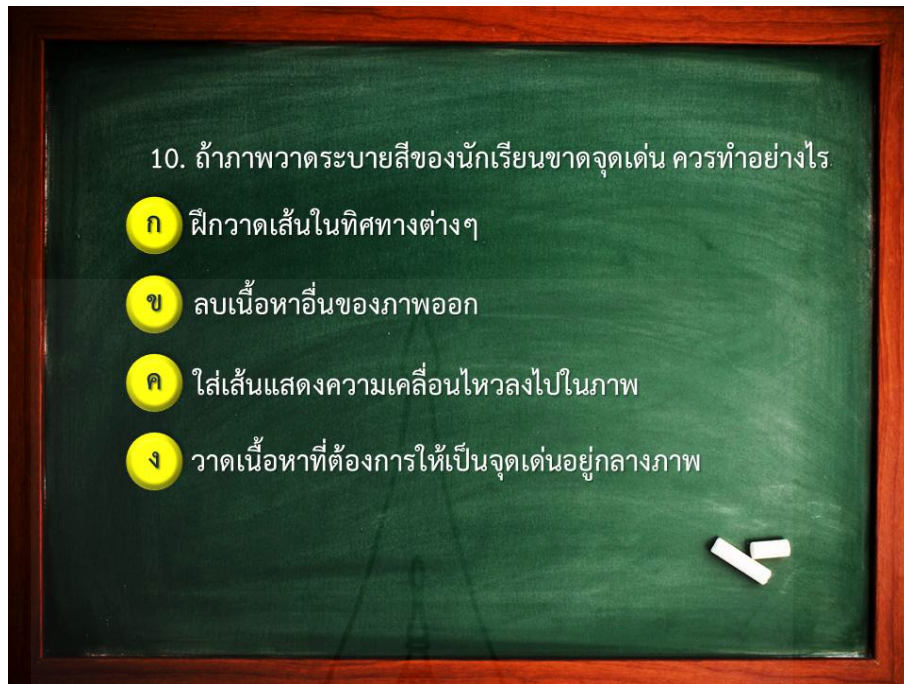 10. ถ้าภาพวาดระบายสีของนักเรียนขาดจุดเด่น ควรทำอย่างไร
ก ฝึกวาดเส้นในทิศทางต่างๆ
ข ลบเนื้อหาอื่นของภาพออก
ค ใส่เส้นแสดงความเคลื่อนไหวลงไปในภาพ
ง วาดเนื้อหาที่ต้องการให้เป็นจุดเด่นอยู่กลางภาพ